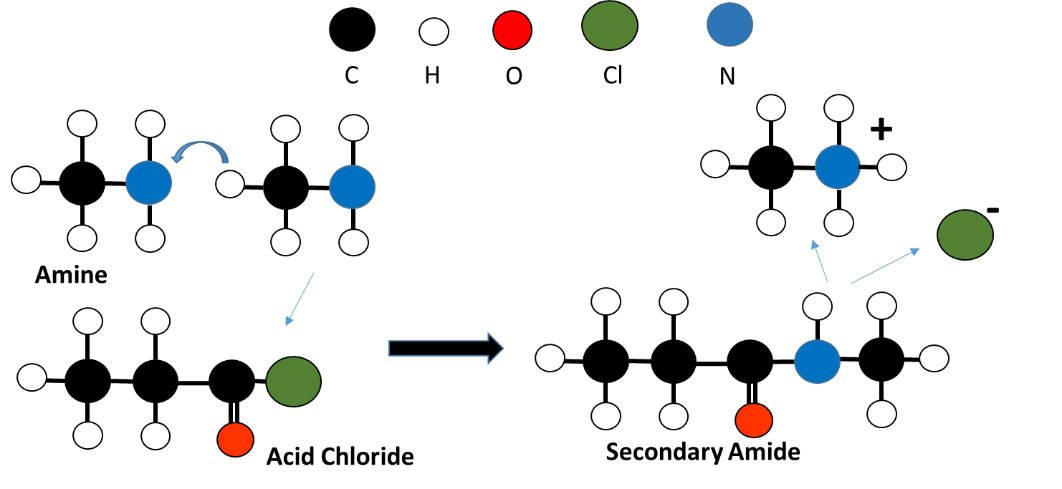 C H O Cl N
+
-
Amine
Acid Chloride
Secondary Amide